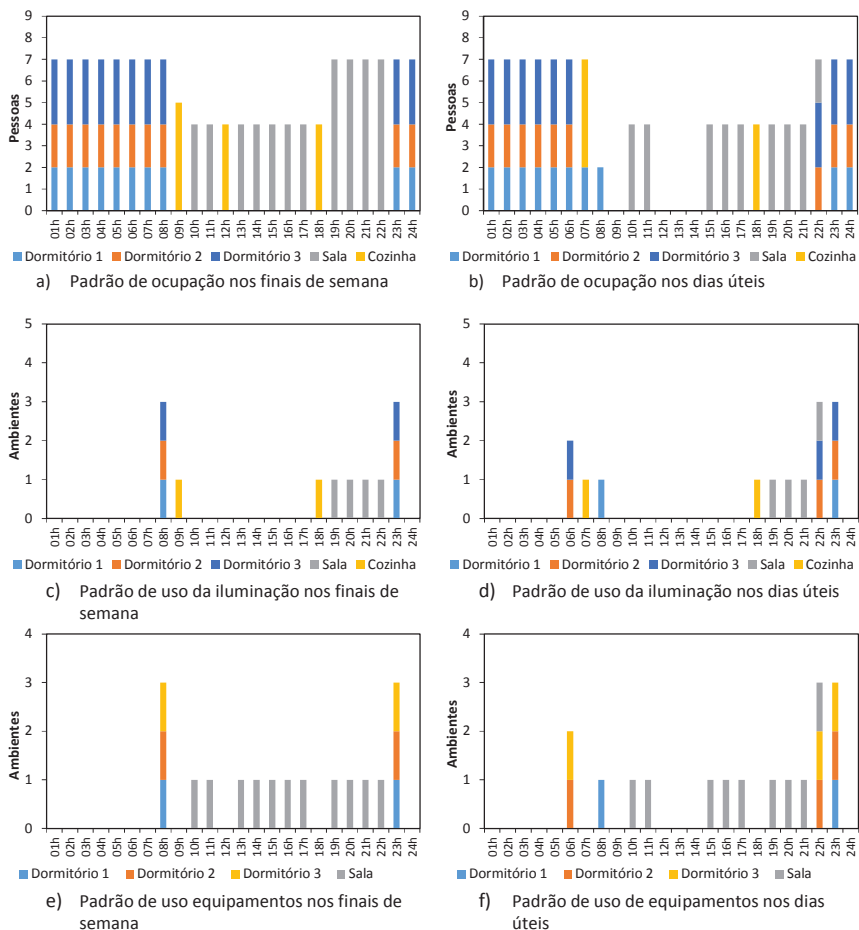 9
8
7
6
5
4
3
2
1
0
Pessoas
01h 02h 03h 04h 05h 06h 07h 08h 09h 10h 11h 12h 13h 14h 15h 16h 17h 18h 19h 20h 21h 22h 23h 24h
Dormitório 1 Dormitório 2 Dormitório 3 Sala Cozinha
a) Padrão de ocupação nos finais de semana
9
8
7
6
5
4
3
2
1
0
Pessoas
01h 02h 03h 04h 05h 06h 07h 08h 09h 10h 11h 12h 13h 14h 15h 16h 17h 18h 19h 20h 21h 22h 23h 24h
Dormitório 1 Dormitório 2 Dormitório 3 Sala Cozinha
b) Padrão de ocupação nos dias úteis
5
4
3
2
1
0
Ambientes
01h 02h 03h 04h 05h 06h 07h 08h 09h 10h 11h 12h 13h 14h 15h 16h 17h 18h 19h 20h 21h 22h 23h 24h
Dormitório 1 Dormitório 2 Dormitório 3 Sala Cozinha
c) Padrão de uso da iluminação nos finais de
semana
5
4
3
2
1
0
Ambientes
01h 02h 03h 04h 05h 06h 07h 08h 09h 10h 11h 12h 13h 14h 15h 16h 17h 18h 19h 20h 21h 22h 23h 24h
Dormitório 1 Dormitório 2 Dormitório 3 Sala Cozinha
d) Padrão de uso da iluminação nos dias úteis
4
3
2
1
0
Ambientes
01h 02h 03h 04h 05h 06h 07h 08h 09h 10h 11h 12h 13h 14h 15h 16h 17h 18h 19h 20h 21h 22h 23h 24h
Dormitório 1 Dormitório 2 Dormitório 3 Sala
e) Padrão de uso equipamentos nos finais de
semana
4
3
2
1
0
Ambientes
01h 02h 03h 04h 05h 06h 07h 08h 09h 10h 11h 12h 13h 14h 15h 16h 17h 18h 19h 20h 21h 22h 23h 24h
Dormitório 1 Dormitório 2 Dormitório 3 Sala
f) Padrão de uso de equipamentos nos dias
úteis